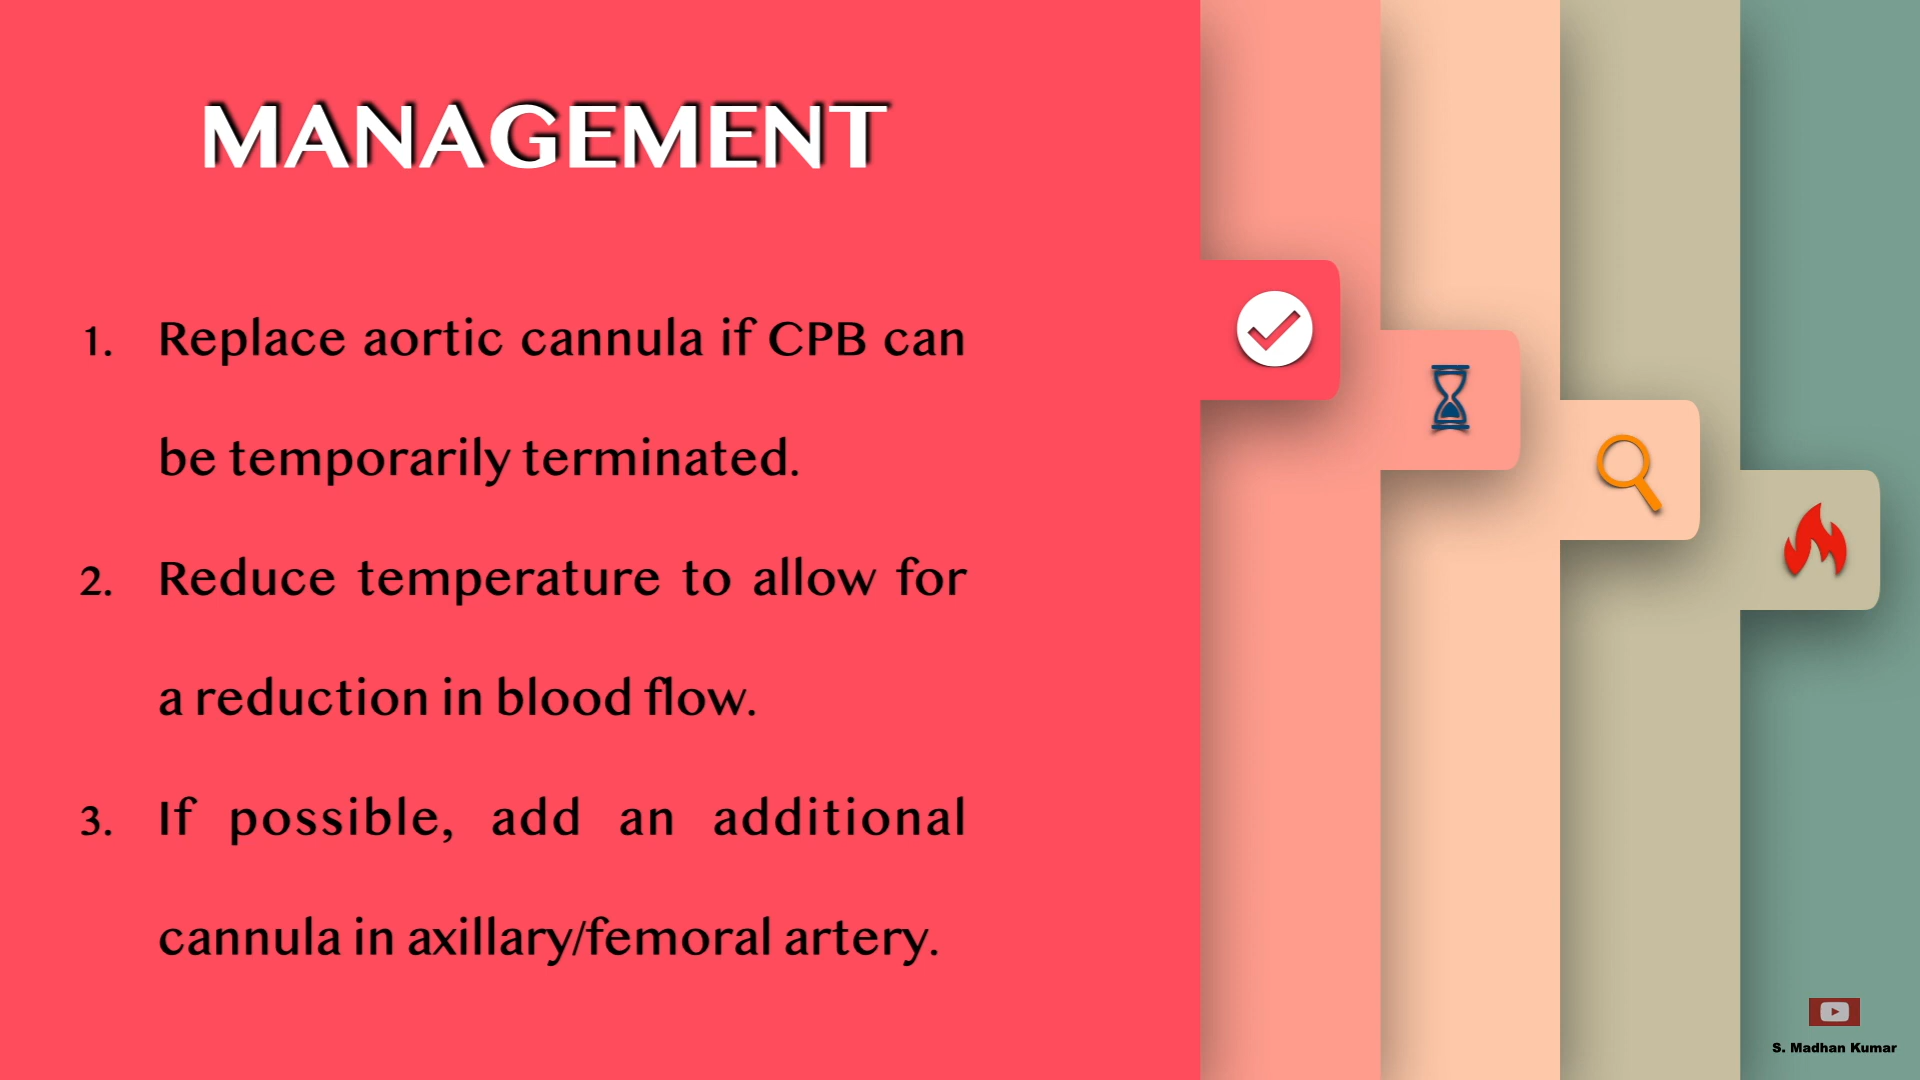 MANAGEMENT
1. Replace aortic cannula if CPB can
be temporarily terminated.
2. Reduce temperature to allow for
a reduction in blood flow.
3. If possible, add an additional
cannula in axillary/femoral artery.
S. Madhan Kumar